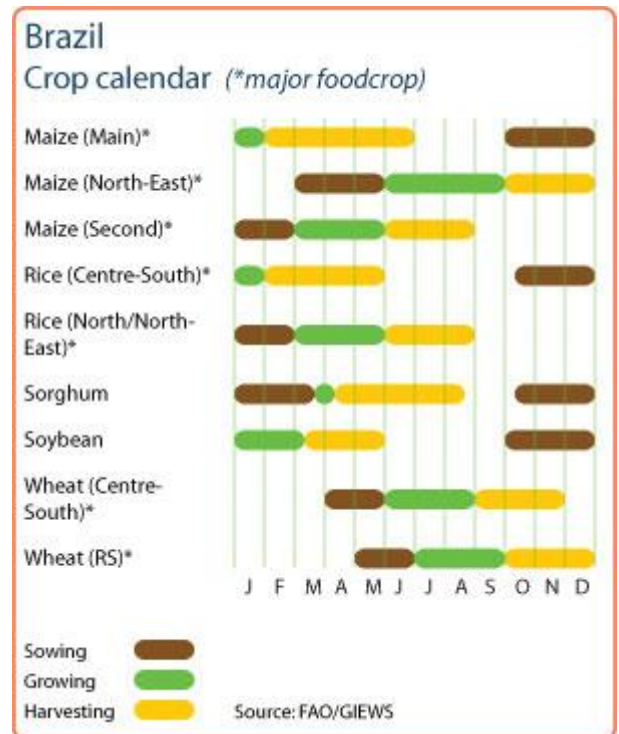 Brazil
Crop calendar (*major foodcrop)
Maize (Main)*
Maize (North-East)*
Maize (Second)*
Rice (Centre-South)*
Rice (North/North-
East)*
Sorghum
Soybean
Wheat (Centre-
South)*
Wheat (RS)*
J F M A M J J A S O N D
Sowing
Growing
Harvesting Source: FAO/GIEWS